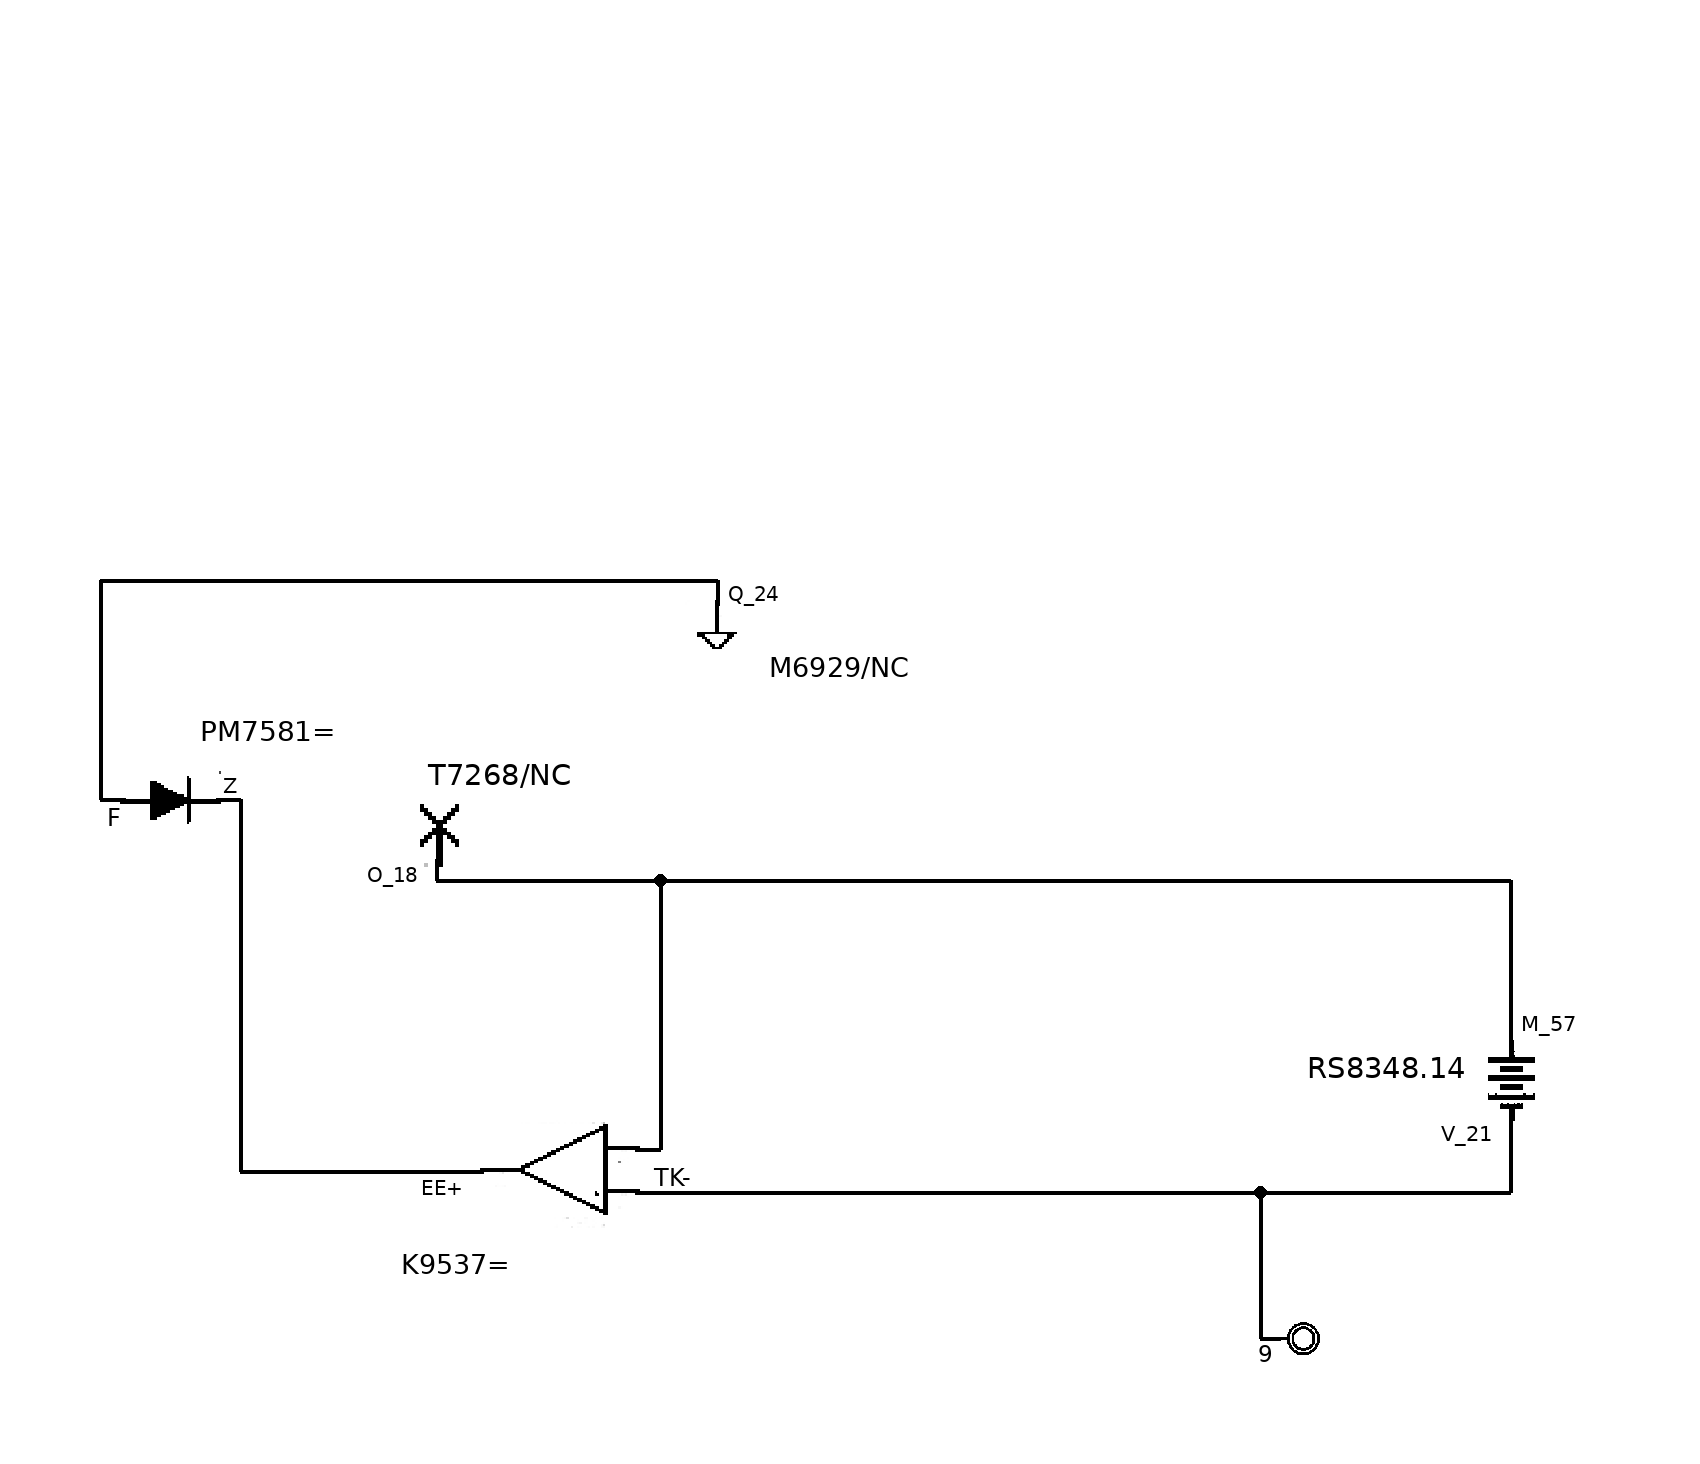 Q_24
M6929/NC
PM7581=
T7268/NC
Z
F
O_18
M_57
RS8348.14
V_21
TK-
EE+
K9537=
9